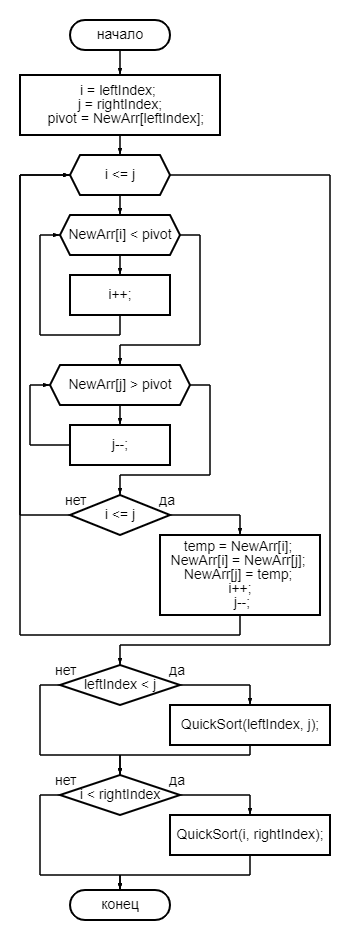 начало
i = leftIndex;
j = rightIndex;
pivot = NewArr[leftIndex];
i <= j
NewArr[i] < pivot
i++;
NewArr[j] > pivot
j--;
нет
да
i <= j
temp = NewArr[i];
NewArr[i] = NewArr[j];
NewArr[j] = temp;
i++;
j--;
нет
да
leftIndex < j
QuickSort(leftIndex, j);
нет
да
i < rightIndex
QuickSort(i, rightIndex);
конец